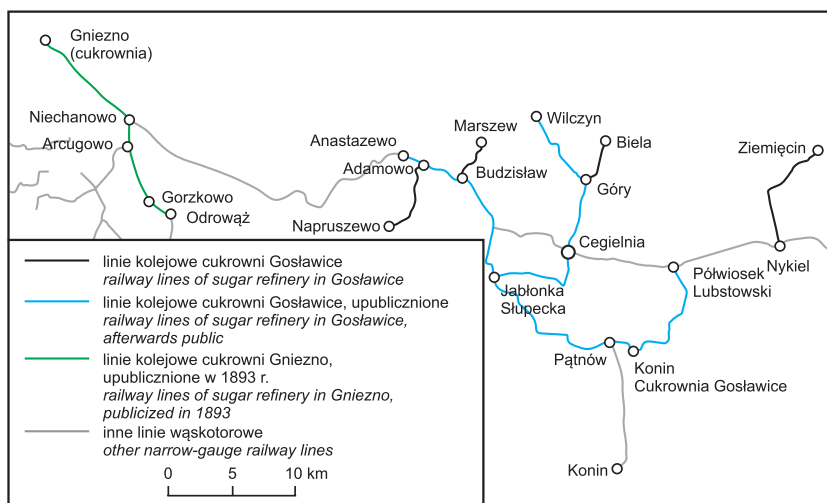 Gniezno
(cukrownia)
Niechanowo
Arcugowo
Gorzkowo
Odrowąż
Anastazewo
Adamowo
Napruszewo
Marszew
Budzisław
Wilczyn
Biela
Góry
Ziemięcin
Cegielnia
Nykiel
Półwiosek
Lubstowski
Jabłonka
Słupecka
Pątnów
Konin
Cukrownia Gosławice
Konin
linie kolejowe cukrowni Gosławice
railway lines of sugar refinery in Gosławice
linie kolejowe cukrowni Gosławice, upublicznione
railway lines of sugar refinery in Gosławice,
afterwards public
linie kolejowe cukrowni Gniezno,
upublicznione w 1893 r.
railway lines of sugar refinery in Gniezno,
publicized in 1893
inne linie wąskotorowe
other narrow-gauge railway lines
0 5 10 km